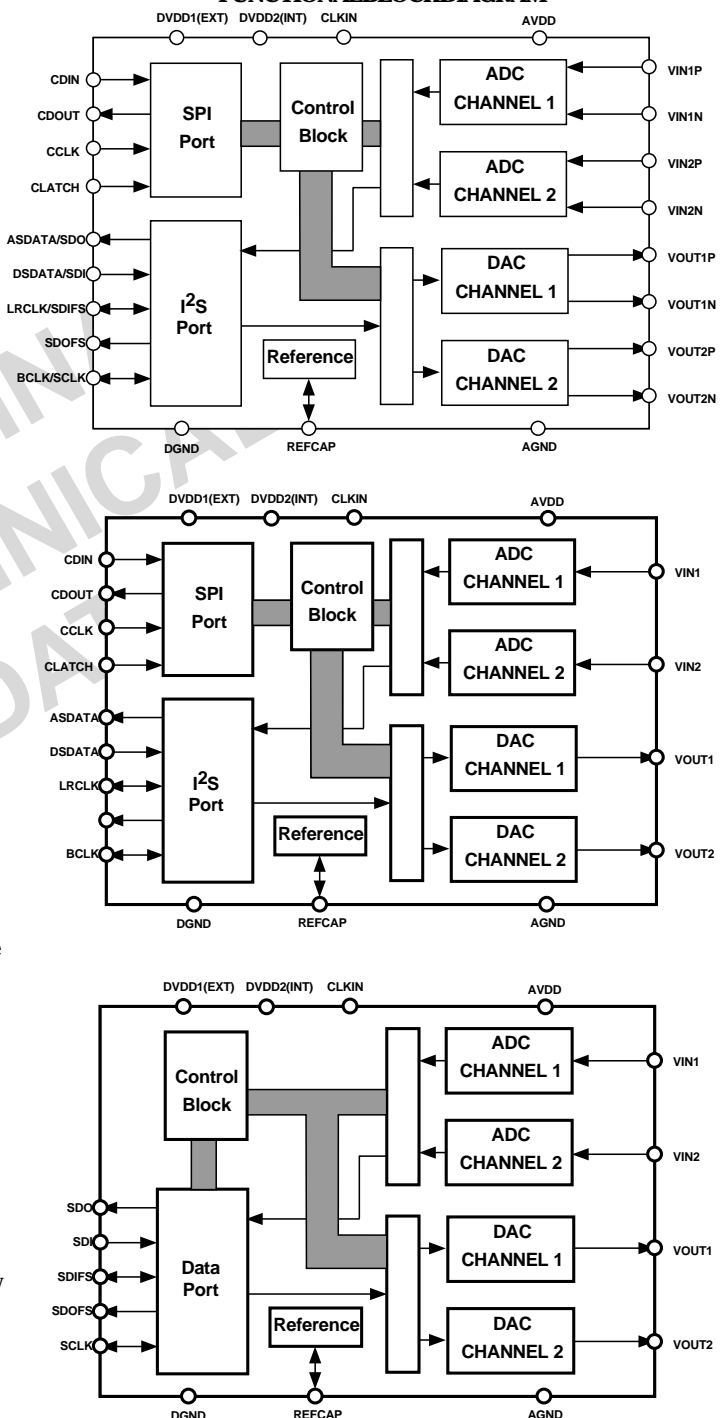 FUNCTIONALBLOCKDIAGRAM
DVDD1(EXT) DVDD2(INT) CLKIN AVDD
CDIN
CDOUT
CCLK
CLATCH
SPI
Port
Control
Block
ADC
CHANNEL 1
VIN1P
VIN1N
ADC
CHANNEL 2
VIN2P
VIN2N
ASDATA/SDO
DSDATA/SDI
LRCLK/SDIFS
SDOFS
BCLK/SCLK
I2S
Port
Reference
DAC
CHANNEL 1
VOUT1P
VOUT1N
DAC
CHANNEL 2
VOUT2P
VOUT2N
DGND REFCAP AGND
DVDD1(EXT) DVDD2(INT) CLKIN AVDD
CDIN
CDOUT
CCLK
CLATCH
SPI
Port
Control
Block
ADC
CHANNEL 1
VIN1
ADC
CHANNEL 2
VIN2
ASDATA
DSDATA
LRCLK
BCLK
I2S
Port
Reference
DAC
CHANNEL 1
VOUT1
DAC
CHANNEL 2
VOUT2
DGND REFCAP AGND
DVDD1(EXT) DVDD2(INT) CLKIN AVDD
Control
Block
ADC
CHANNEL 1
VIN1
ADC
CHANNEL 2
VIN2
SDO
SDI
SDIFS
SDOFS
SCLK
Data
Port
Reference
DAC
CHANNEL 1
VOUT1
DAC
CHANNEL 2
VOUT2
DGND REFCAP AGND